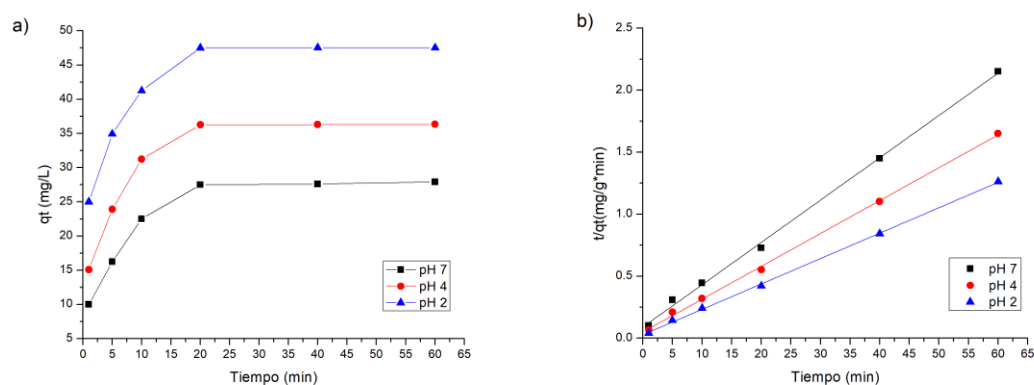 a)
50
45
40
35
30
25
20
15
10
5
qt (mg/L)
0 5 10 15 20 25 30 35 40 45 50 55 60 65
Tiempo (min)
pH 7
pH 4
pH 2
b)
2.5
2.0
1.5
1.0
0.5
0.0
t/qt(mg/g*min)
0 5 10 15 20 25 30 35 40 45 50 55 60 65
Tiempo (min)
pH 7
pH 4
pH 2